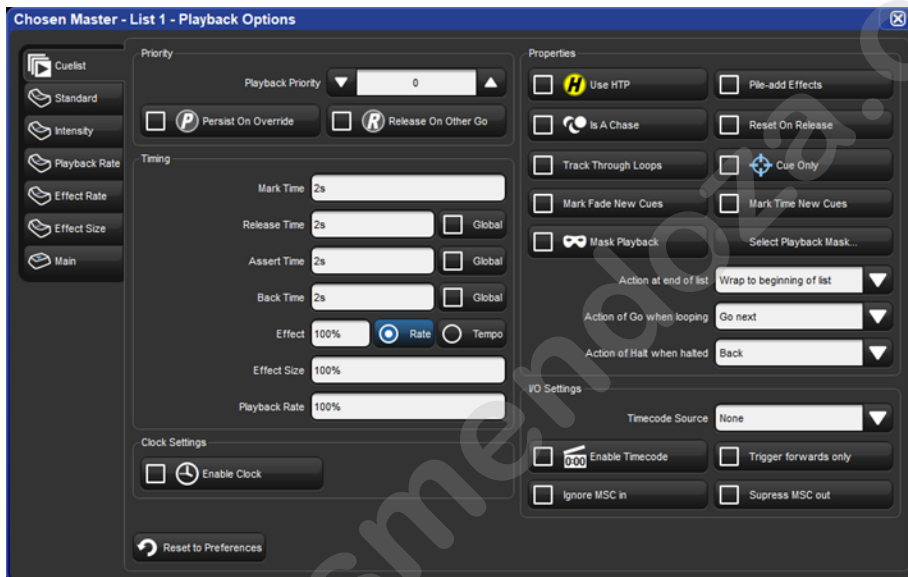 Chosen Master - List 1 - Playback Options
Cuelist
Standard
Intensity
Playback Rate
Effect Rate
Effect Size
Main
Priority
Playback Priority 0
P Persist On Override R Release On Other Go
Timing
Mark Time 2s
Release Time 2s Global
Assert Time 2s Global
Back Time 2s Global
Effect 100% Rate Tempo
Effect Size 100%
Playback Rate 100%
Clock Settings
Enable Clock
Reset to Preferences
Properties
H Use HTP Pile-add Effects
Is A Chase Reset On Release
Track Through Loops Cue Only
Mark Fade New Cues Mark Time New Cues
Mask Playback Select Playback Mask...
Action at end of list Wrap to beginning of list
Action of Go when looping Go next
Action of Halt when halted Back
I/O Settings
Timecode Source None
0:00 Enable Timecode Trigger forwards only
Ignore MSC in Supress MSC out
smendoza.c